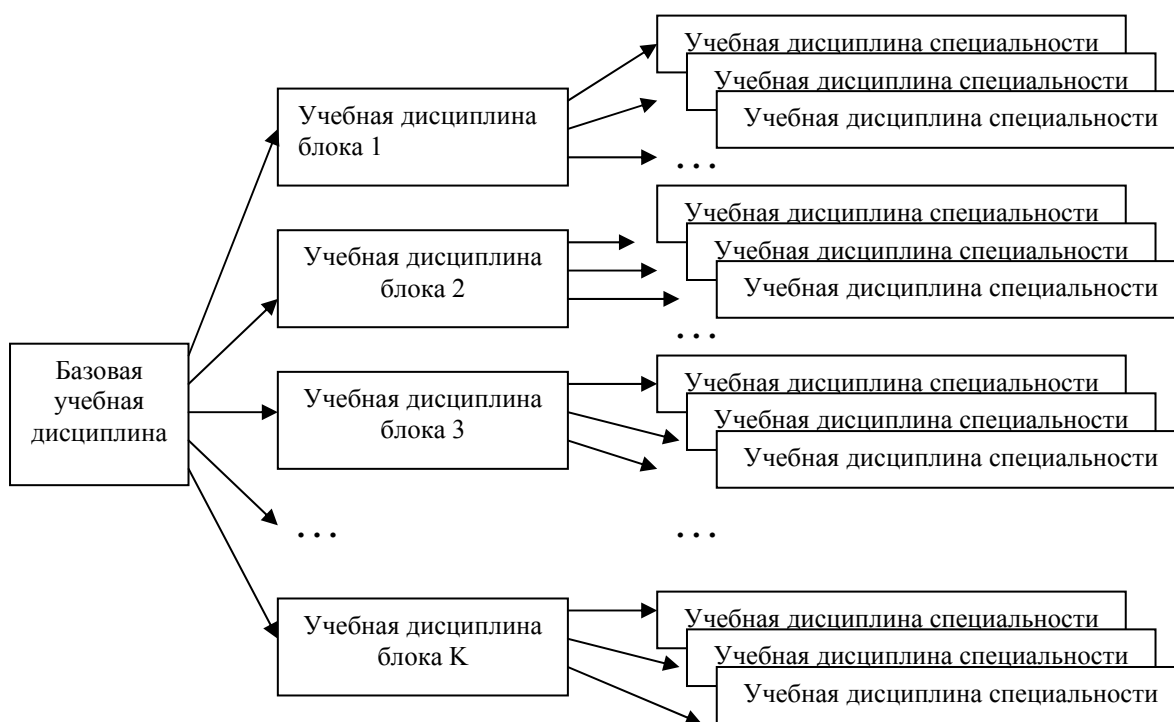 Учебная дисциплина специальности
Учебная дисциплина специальности
Учебная дисциплина специальности
Учебная дисциплина
блока 1
...
Учебная дисциплина специальности
Учебная дисциплина специальности
Учебная дисциплина специальности
Учебная дисциплина
блока 2
...
Базовая
учебная
дисциплина
Учебная дисциплина специальности
Учебная дисциплина специальности
Учебная дисциплина специальности
Учебная дисциплина
блока 3
...
...
Учебная дисциплина специальности
Учебная дисциплина специальности
Учебная дисциплина специальности
Учебная дисциплина
блока K